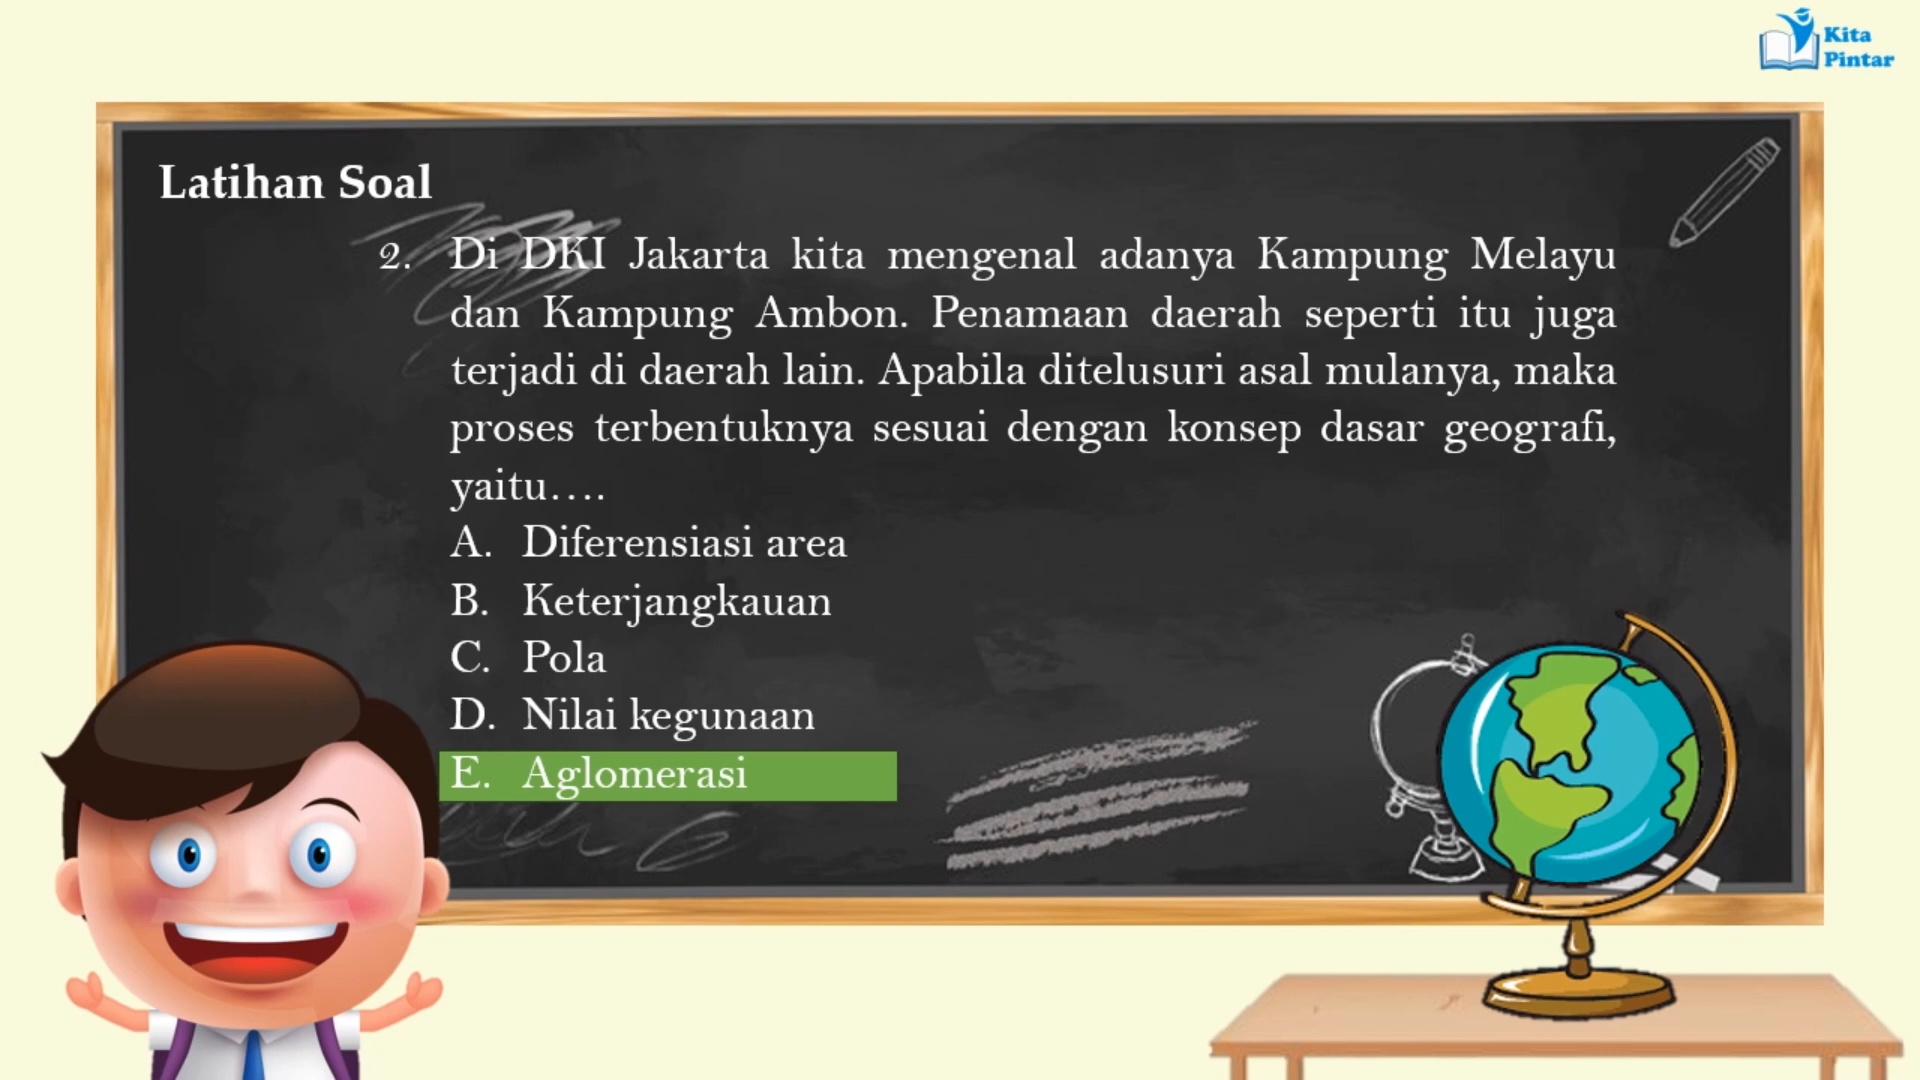 Kita
Pintar
Latihan Soal
2. Di DKI Jakarta kita mengenal adanya Kampung Melayu
dan Kampung Ambon. Penamaan daerah seperti itu juga
terjadi di daerah lain. Apabila ditelusuri asal mulanya, maka
proses terbentuknya sesuai dengan konsep dasar geografi,
yaitu….
A. Diferensiasi area
B. Keterjangkauan
C. Pola
D. Nilai kegunaan
E. Aglomerasi